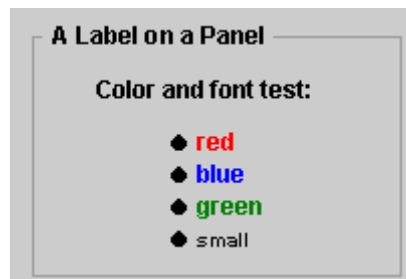 A Label on a Panel
Color and font test:
red
blue
green
small